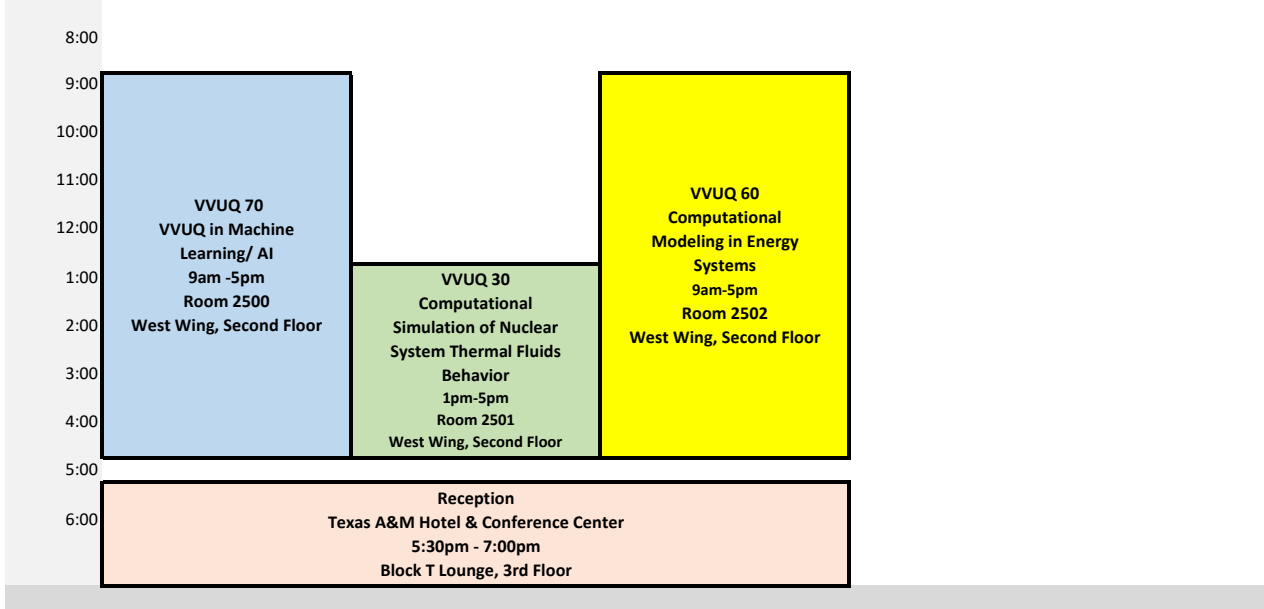 8:00
9:00
10:00
11:00
12:00
1:00
2:00
3:00
4:00
5:00
6:00
VVUQ 70
VVUQ in Machine
Learning/ AI
9am -5pm
Room 2500
West Wing, Second Floor
VVUQ 30
Computational
Simulation of Nuclear
System Thermal Fluids
Behavior
1pm-5pm
Room 2501
West Wing, Second Floor
VVUQ 60
Computational
Modeling in Energy
Systems
9am-5pm
Room 2502
West Wing, Second Floor
Reception
Texas A&M Hotel & Conference Center
5:30pm - 7:00pm
Block T Lounge, 3rd Floor